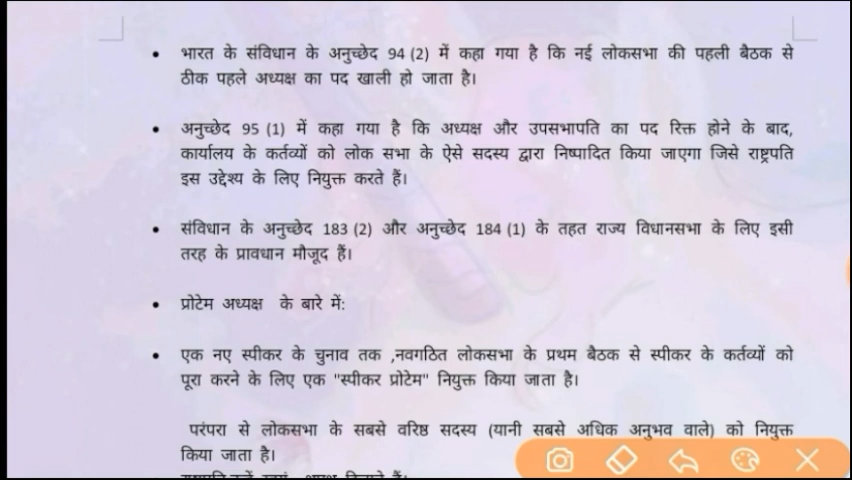 • भारत के संविधान के अनुच्छेद 94 (2) में कहा गया है कि नई लोकसभा की पहली बैठक से
ठीक पहले अध्यक्ष का पद खाली हो जाता है।
• अनुच्छेद 95 (1) में कहा गया है कि अध्यक्ष और उपसभापति का पद रिक्त होने के बाद,
कार्यालय के कर्तव्यों को लोक सभा के ऐसे सदस्य द्वारा निष्पादित किया जाएगा जिसे राष्ट्रपति
इस उद्देश्य के लिए नियुक्त करते हैं।
• संविधान के अनुच्छेद 183 (2) और अनुच्छेद 184 (1) के तहत राज्य विधानसभा के लिए इसी
तरह के प्रावधान मौजूद हैं।
• प्रोटेम अध्यक्ष के बारे में:
• एक नए स्पीकर के चुनाव तक ,नवगठित लोकसभा के प्रथम बैठक से स्पीकर के कर्तव्यों को
पूरा करने के लिए एक "स्पीकर प्रोटेम" नियुक्त किया जाता है।
परंपरा से लोकसभा के सबसे वरिष्ठ सदस्य (यानी सबसे अधिक अनुभव वाले) को नियुक्त
किया जाता है।